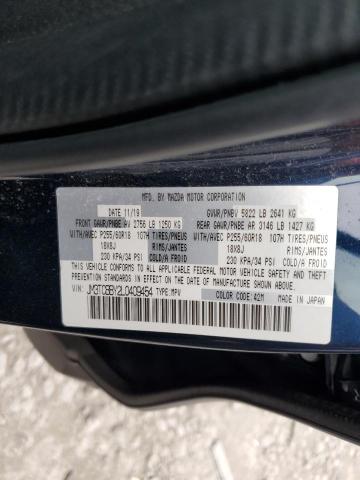 MFD. BY MAZDA MOTOR CORPORATION
DATE 11/19 GVWR/PNBV 5822 LB 2641 KG
FRONT GAWR/PNBE AV 2756 LB 1250 KG REAR GAWR/PNBE AR 3146 LB 1427 KG
WITH/AVEC P255/60R18 107H TIRES/PNEUS WITH/AVEC P255/60R18 107H TIRES/PNEUS
18X8J RIMS/JANTES 18X8J RIMS/JANTES
230 KPA/34 PSI COLD/A FROID 230 KPA/34 PSI COLD/A FROID
THIS VEHICLE CONFORMS TO ALL APPLICABLE FEDERAL MOTOR VEHICLE
SAFETY, BUMPER, AND THEFT PREVENTION STANDARDS IN EFFECT ON THE
DATE OF MANUFACTURE SHOWN ABOVE.
VIN: JM3TCBBY2L0409454 TYPE:MPV COLOR CODE: 42M MADE IN JAPAN